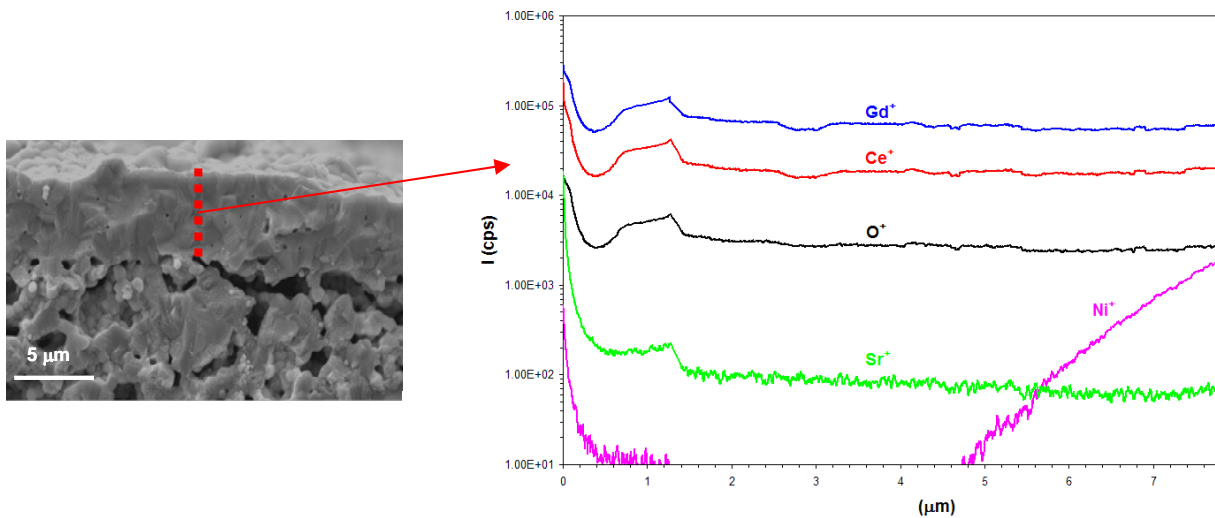 5 μm
1.00E+06
1.00E+05
1.00E+04
1.00E+03
1.00E+02
1.00E+01
I (cps)
Gd+
Ce+
O+
Ni+
Sr+
0 1 2 3 4 5 6 7
(μm)